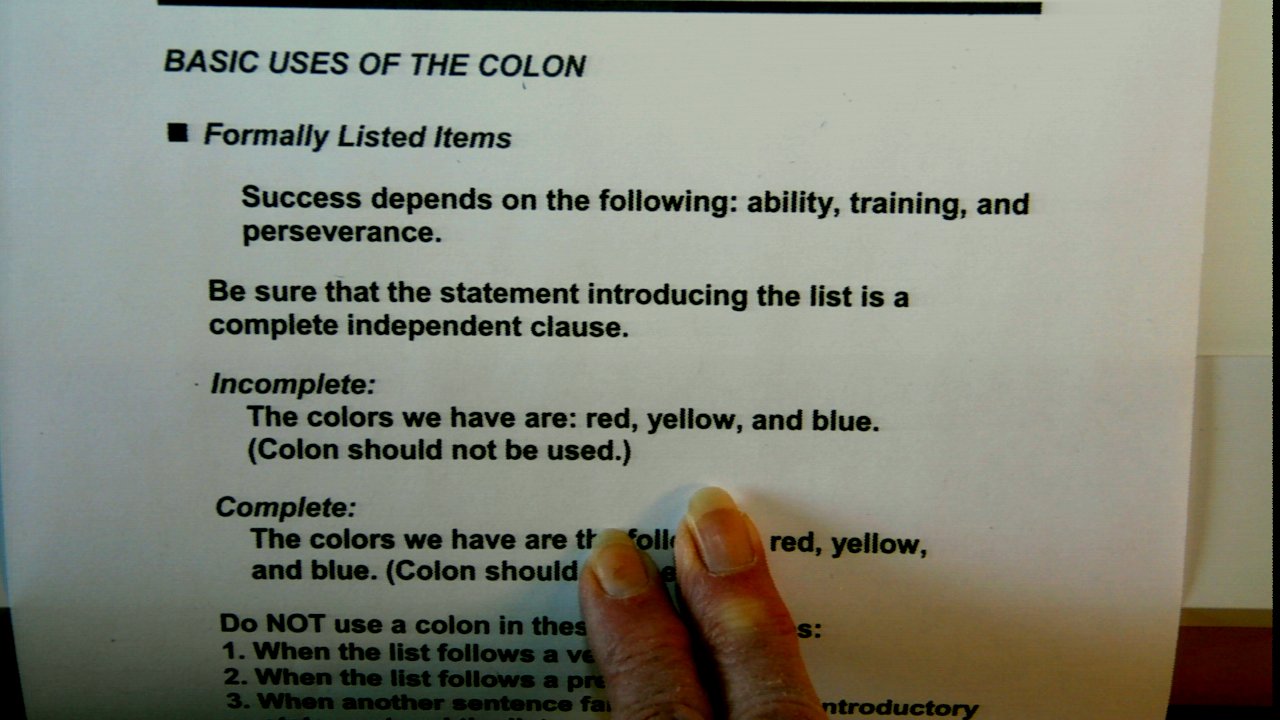 BASIC USES OF THE COLON
■ Formally Listed Items
Success depends on the following: ability, training, and
perseverance.
Be sure that the statement introducing the list is a
complete independent clause.
Incomplete:
The colors we have are: red, yellow, and blue.
(Colon should not be used.)
Complete:
The colors we have are red, yellow,
and blue. (Colon should
Do NOT use a colon in
1. When the list follows a
2. When the list follows a
3. When another sentence